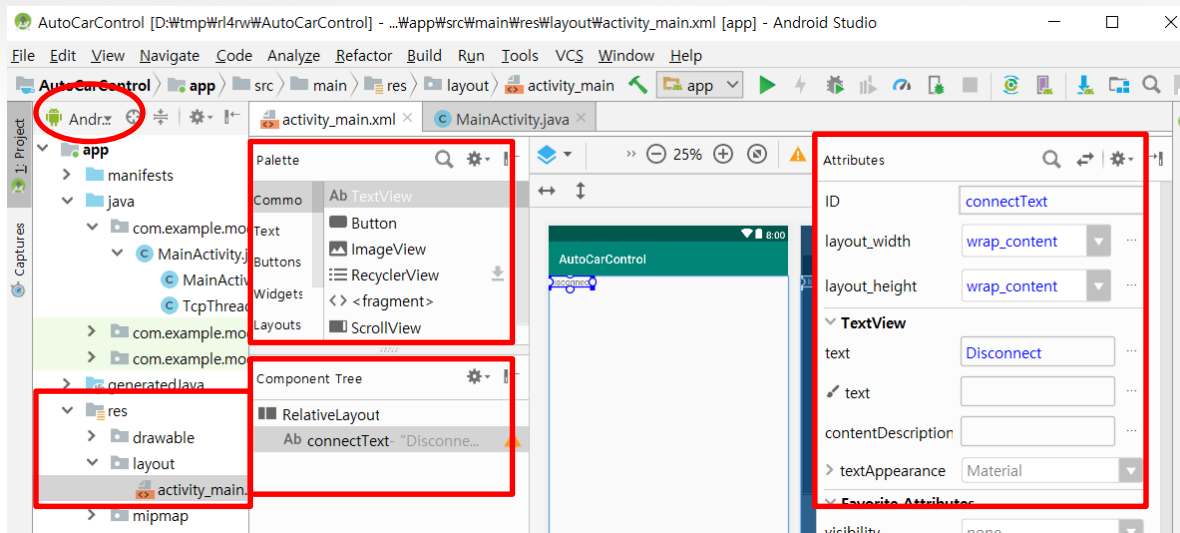 AutoCarControl [D:₩tmp₩rl4rw₩AutoCarControl] - ...₩app₩src₩main₩res₩layout₩activity_main.xml [app] - Android Studio
File Edit View Navigate Code Analyze Refactor Build Run Tools VCS Window Help
AutoCarControl app src main res layout activity_main app
1: Project
Captures
Andr..
app
manifests
java
com.example.mo
MainActivity.j
MainActiv
TcpThread
com.example.mo
com.example.mo
generatedJava
res
drawable
layout
activity_main.
mipmap
activity_main.xml
MainActivity.java
Palette
Commo
Text
Buttons
Widgets
Layouts
Ab TextView
Button
ImageView
RecyclerView
<fragment>
ScrollView
Component Tree
RelativeLayout
Ab connectText- "Disconne...
25%
8:00
AutoCarControl
Disconnect
Attributes
ID connectText
layout_width wrap_content
layout_height wrap_content
TextView
text Disconnect
text
contentDescription
textAppearance Material
Favorite Attributes
visibility none